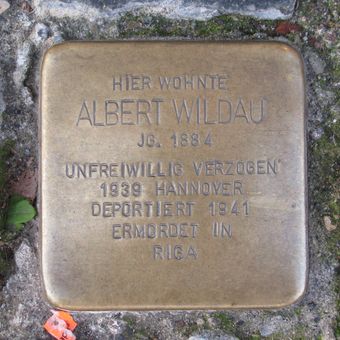 HIER WOHNTE
ALBERT WILDAU
JG. 1884
UNFREIWILLIG VERZOGEN
1939 HANNOVER
DEPORTIERT 1941
ERMORDET IN
RIGA